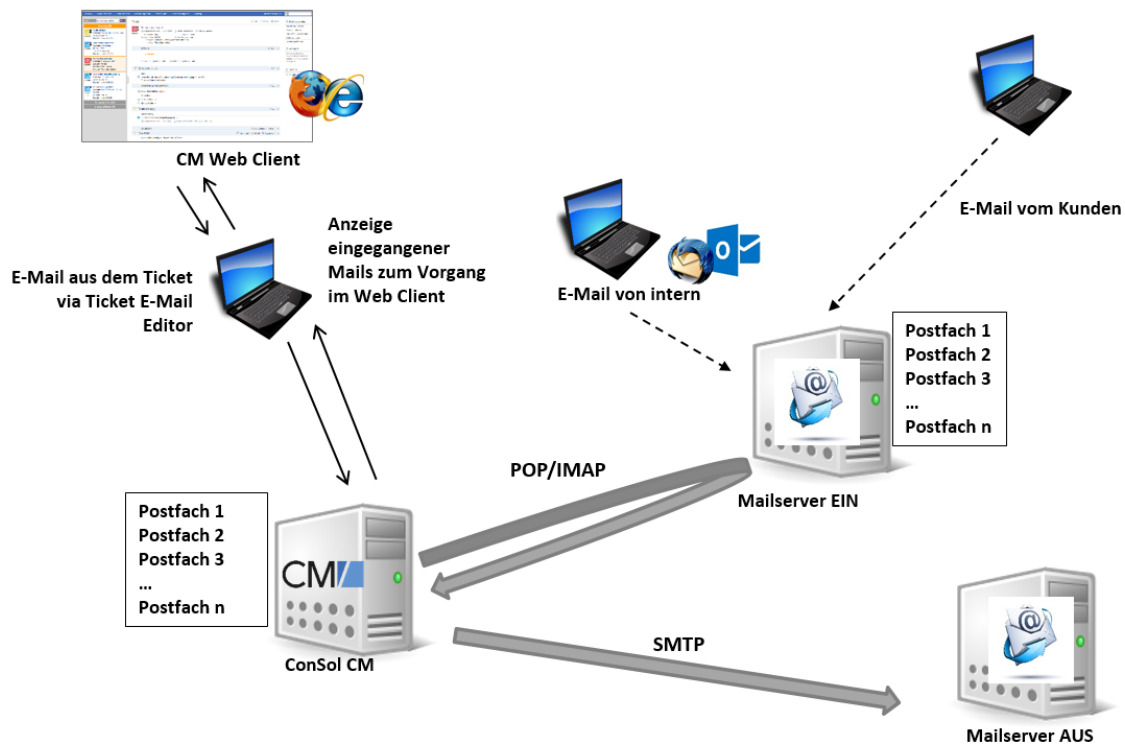 CM Web Client
E-Mail vom Kunden
Anzeige
eingegangener
Mails zum Vorgang
im Web Client
E-Mail aus dem Ticket
via Ticket E-Mail
Editor
E-Mail von intern
Postfach 1
Postfach 2
Postfach 3
...
Postfach n
Mailserver EIN
POP/IMAP
Postfach 1
Postfach 2
Postfach 3
...
Postfach n
CM/
ConSol CM
SMTP
Mailserver AUS